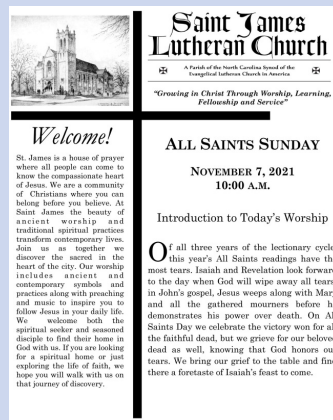 Saint James
Lutheran Church
A Parish of the North Carolina Synod of the
Evangelical Lutheran Church in America
"Growing in Christ Through Worship, Learning,
Fellowship and Service"
Welcome!
St. James is a house of prayer
where all people can come to
know the compassionate heart
of Jesus. We are a community
of Christians where you can
belong before you believe. At
Saint James the beauty of
ancient worship and
traditional spiritual practices
transform contemporary lives.
Join us as together we
discover the sacred in the
heart of the city. Our worship
includes ancient and
contemporary symbols and
practices along with preaching
and music to inspire you to
follow Jesus in your daily life.
We welcome both the
spiritual seeker and seasoned
disciple to find their home in
God with us. If you are looking
for a spiritual home or just
exploring the life of faith, we
hope you will walk with us on
that journey of discovery.
ALL SAINTS SUNDAY
NOVEMBER 7, 2021
10:00 A.M.
Introduction to Today's Worship
Of all three years of the lectionary cycle
this year's All Saints readings have the
most tears. Isaiah and Revelation look forward
to the day when God will wipe away all tears
in John's gospel, Jesus weeps along with Mary
and all the gathered mourners before h
demonstrates his power over death. On All
Saints Day we celebrate the victory won for all
the faithful dead, but we grieve for our beloved
dead as well, knowing that God honors our
tears. We bring our grief to the table and find
there a foretaste of Isaiah's feast to come.